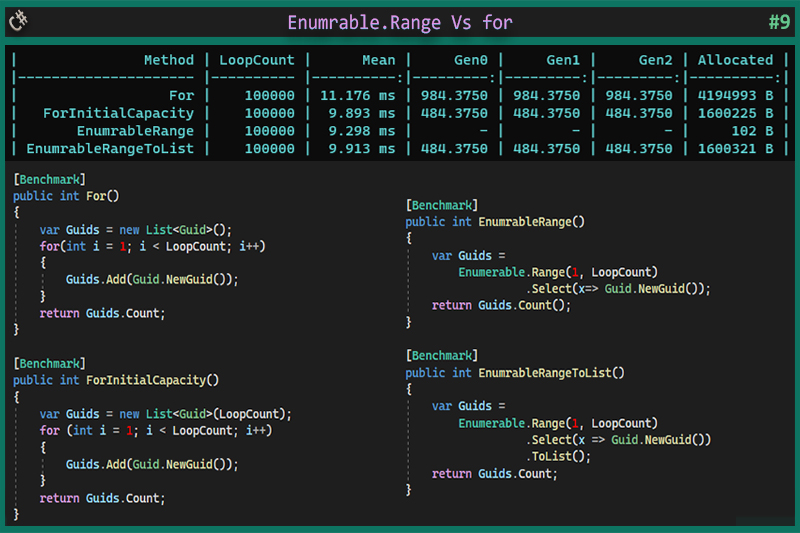 C#
Enumrable.Range Vs for
#9
| Method | LoopCount | Mean | Gen0 | Gen1 | Gen2 | Allocated |
|--------------------- |---------- |----------:|---------:|---------:|---------:|----------:|
| For | 100000 | 11.176 ms | 984.3750 | 984.3750 | 984.3750 | 4194993 B |
| ForInitialCapacity | 100000 | 9.893 ms | 484.3750 | 484.3750 | 484.3750 | 1600225 B |
| EnumrableRange | 100000 | 9.298 ms | - | - | - | 102 B |
| EnumrableRangeToList | 100000 | 9.913 ms | 484.3750 | 484.3750 | 484.3750 | 1600321 B |
[Benchmark]
public int For()
{
var Guids = new List<Guid>();
for(int i = 1; i < LoopCount; i++)
{
Guids.Add(Guid.NewGuid());
}
return Guids.Count;
}
[Benchmark]
public int ForInitialCapacity()
{
var Guids = new List<Guid>(LoopCount);
for (int i = 1; i < LoopCount; i++)
{
Guids.Add(Guid.NewGuid());
}
return Guids.Count;
}
[Benchmark]
public int EnumrableRange()
{
var Guids =
Enumerable.Range(1, LoopCount)
.Select(x=> Guid.NewGuid());
return Guids.Count();
}
[Benchmark]
public int EnumrableRangeToList()
{
var Guids =
Enumerable.Range(1, LoopCount)
.Select(x => Guid.NewGuid())
.ToList();
return Guids.Count;
}